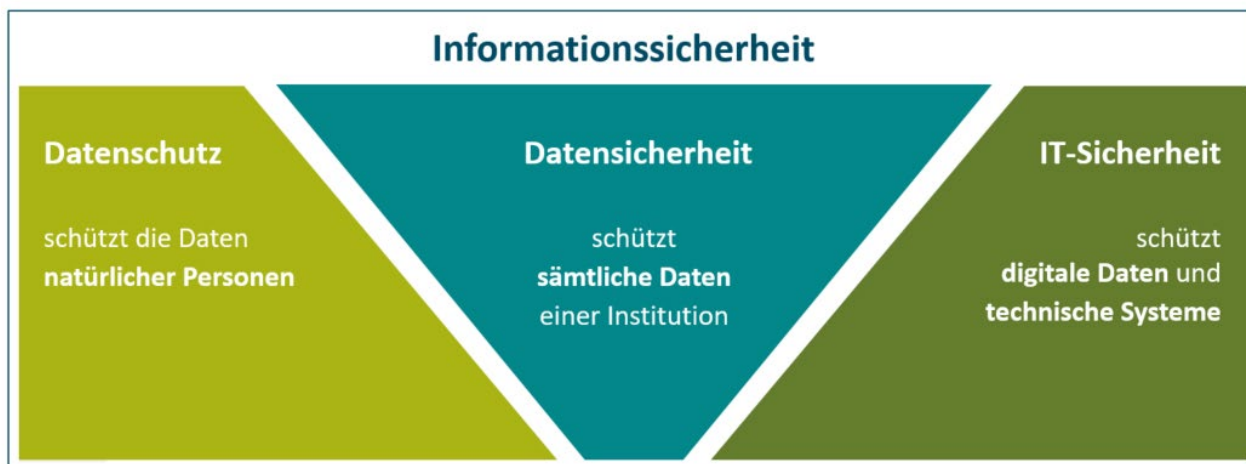 Informationssicherheit
Datenschutz
schützt die Daten
natürlicher Personen
Datensicherheit
schützt
sämtliche Daten
einer Institution
IT-Sicherheit
schützt
digitale Daten und
technische Systeme